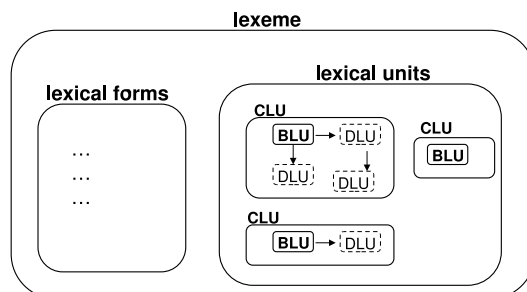 lexeme
lexical forms
...
...
...
lexical units
CLU
BLU DLU
DLU DLU
CLU
BLU
CLU
BLU DLU